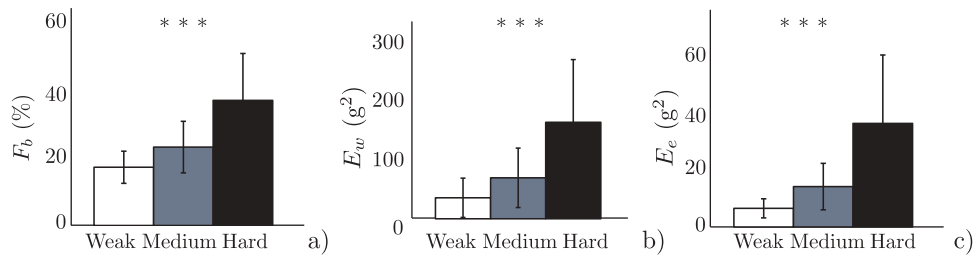 60
40
20
0
F_b (%)
* * *
Weak Medium Hard
a)
300
200
100
0
E_w (g²)
* * *
Weak Medium Hard
b)
60
40
20
0
E_e (g²)
* * *
Weak Medium Hard
c)